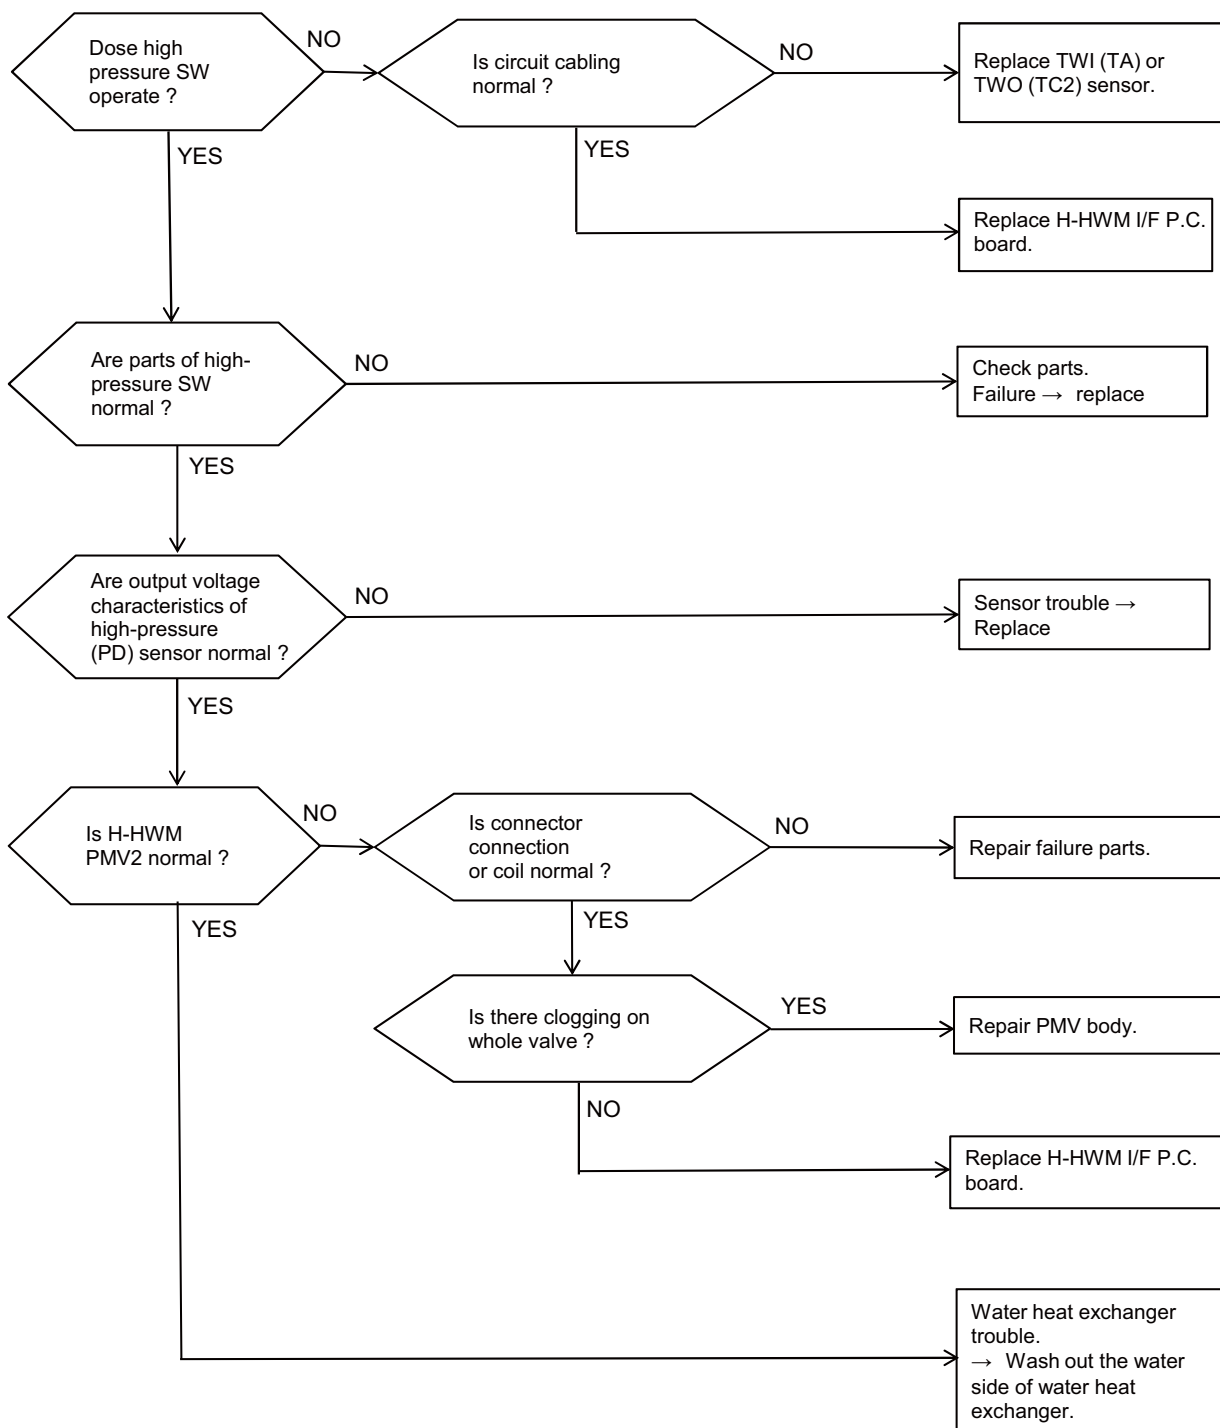 Dose high
pressure SW
operate ?
NO
Is circuit cabling
normal ?
NO
Replace TWI (TA) or
TWO (TC2) sensor.
YES
YES
Replace H-HWM I/F P.C.
board.
Are parts of high-
pressure SW
normal ?
NO
Check parts.
Failure → replace
YES
Are output voltage
characteristics of
high-pressure
(PD) sensor normal ?
NO
Sensor trouble →
Replace
YES
Is H-HWM
PMV2 normal ?
NO
Is connector
connection
or coil normal ?
NO
Repair failure parts.
YES
YES
Is there clogging on
whole valve ?
YES
Repair PMV body.
NO
Replace H-HWM I/F P.C.
board.
Water heat exchanger
trouble.
→ Wash out the water
side of water heat
exchanger.